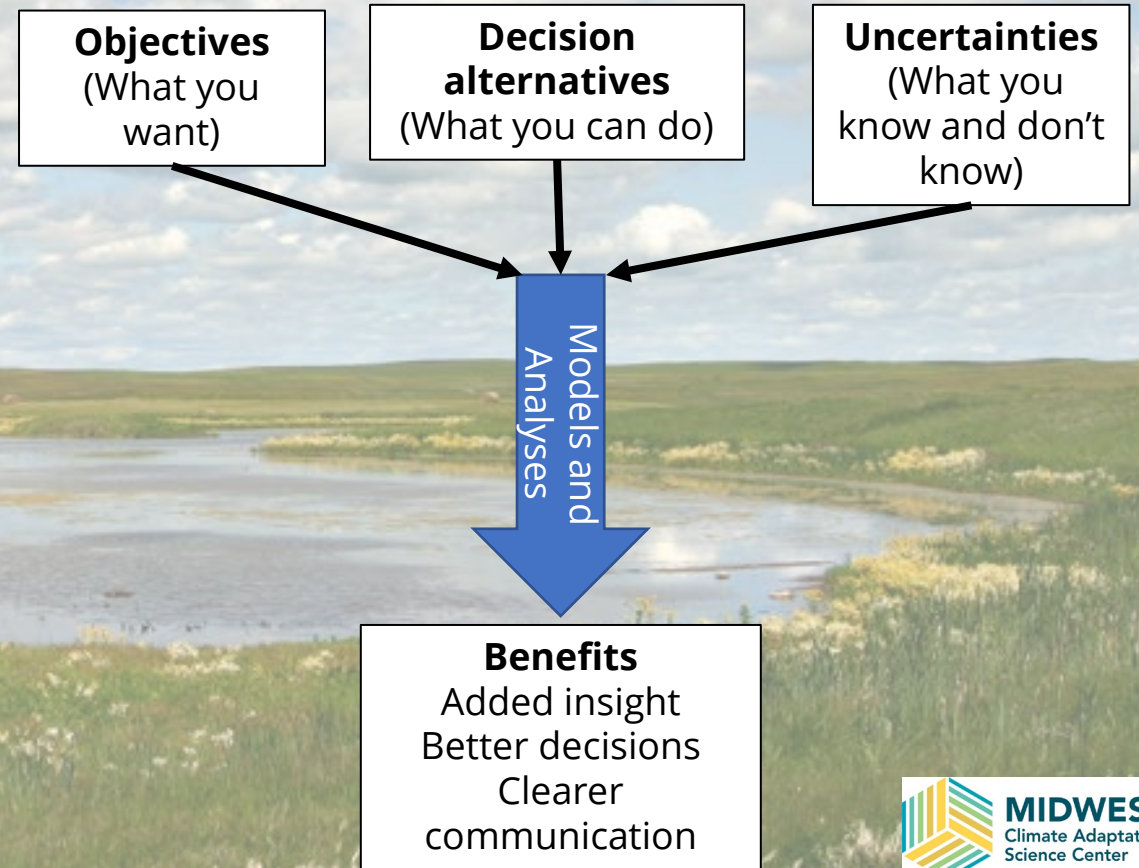 Objectives
(What you
want)
Decision
alternatives
(What you can do)
Uncertainties
(What you
know and don't
know)
Models and
Analyses
Benefits
Added insight
Better decisions
Clearer
communication
MIDWES
Climate Adaptat
Science Center